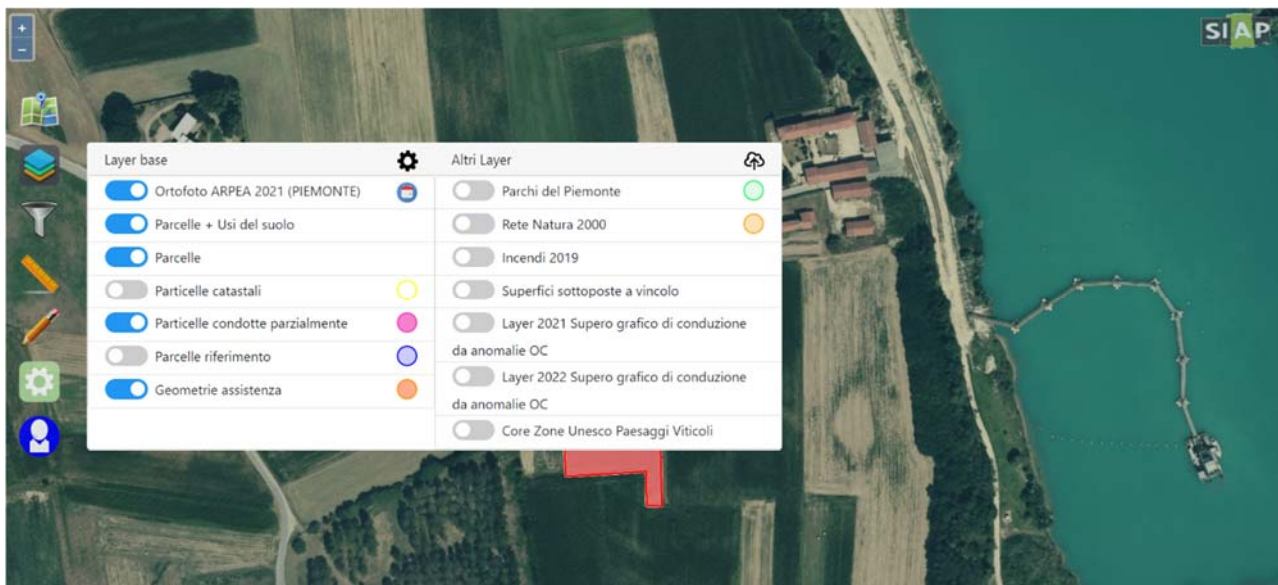 +
-
SIAP
Layer base
Ortofoto ARPEA 2021 (PIEMONTE)
Parcelle + Usi del suolo
Parcelle
Particelle catastali
Particelle condotte parzialmente
Parcelle riferimento
Geometrie assistenza
Altri Layer
Parchi del Piemonte
Rete Natura 2000
Incendi 2019
Superfici sottoposte a vincolo
Layer 2021 Supero grafico di conduzione
da anomalie OC
Layer 2022 Supero grafico di conduzione
da anomalie OC
Core Zone Unesco Paesaggi Viticoli